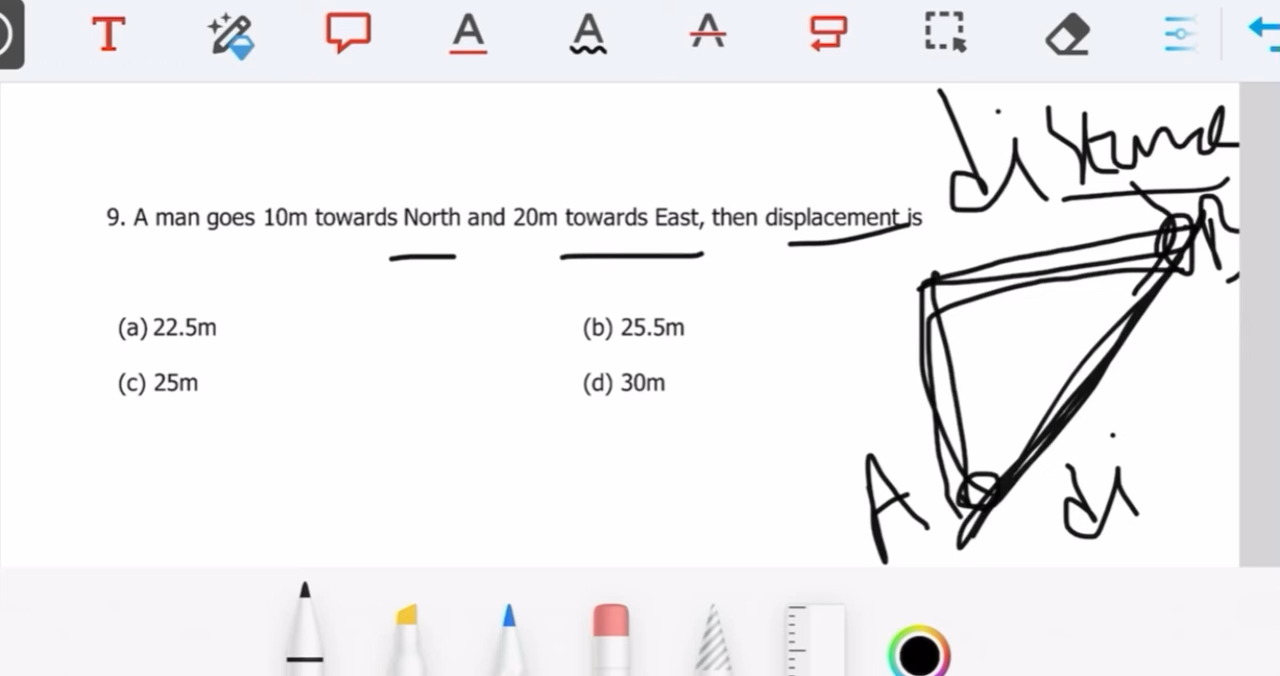 distance
9. A man goes 10m towards North and 20m towards East, then displacement is
(a) 22.5m
(b) 25.5m
(c) 25m
(d) 30m
A
di